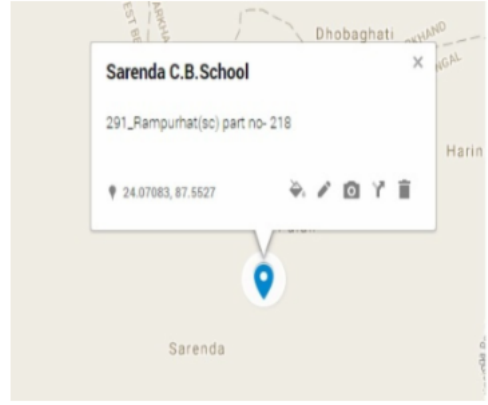 Dhobaghati
Sarenda C.B.School
291_Rampurhat(sc) part no- 218
Harin
24.07083, 87.5527
Sarenda